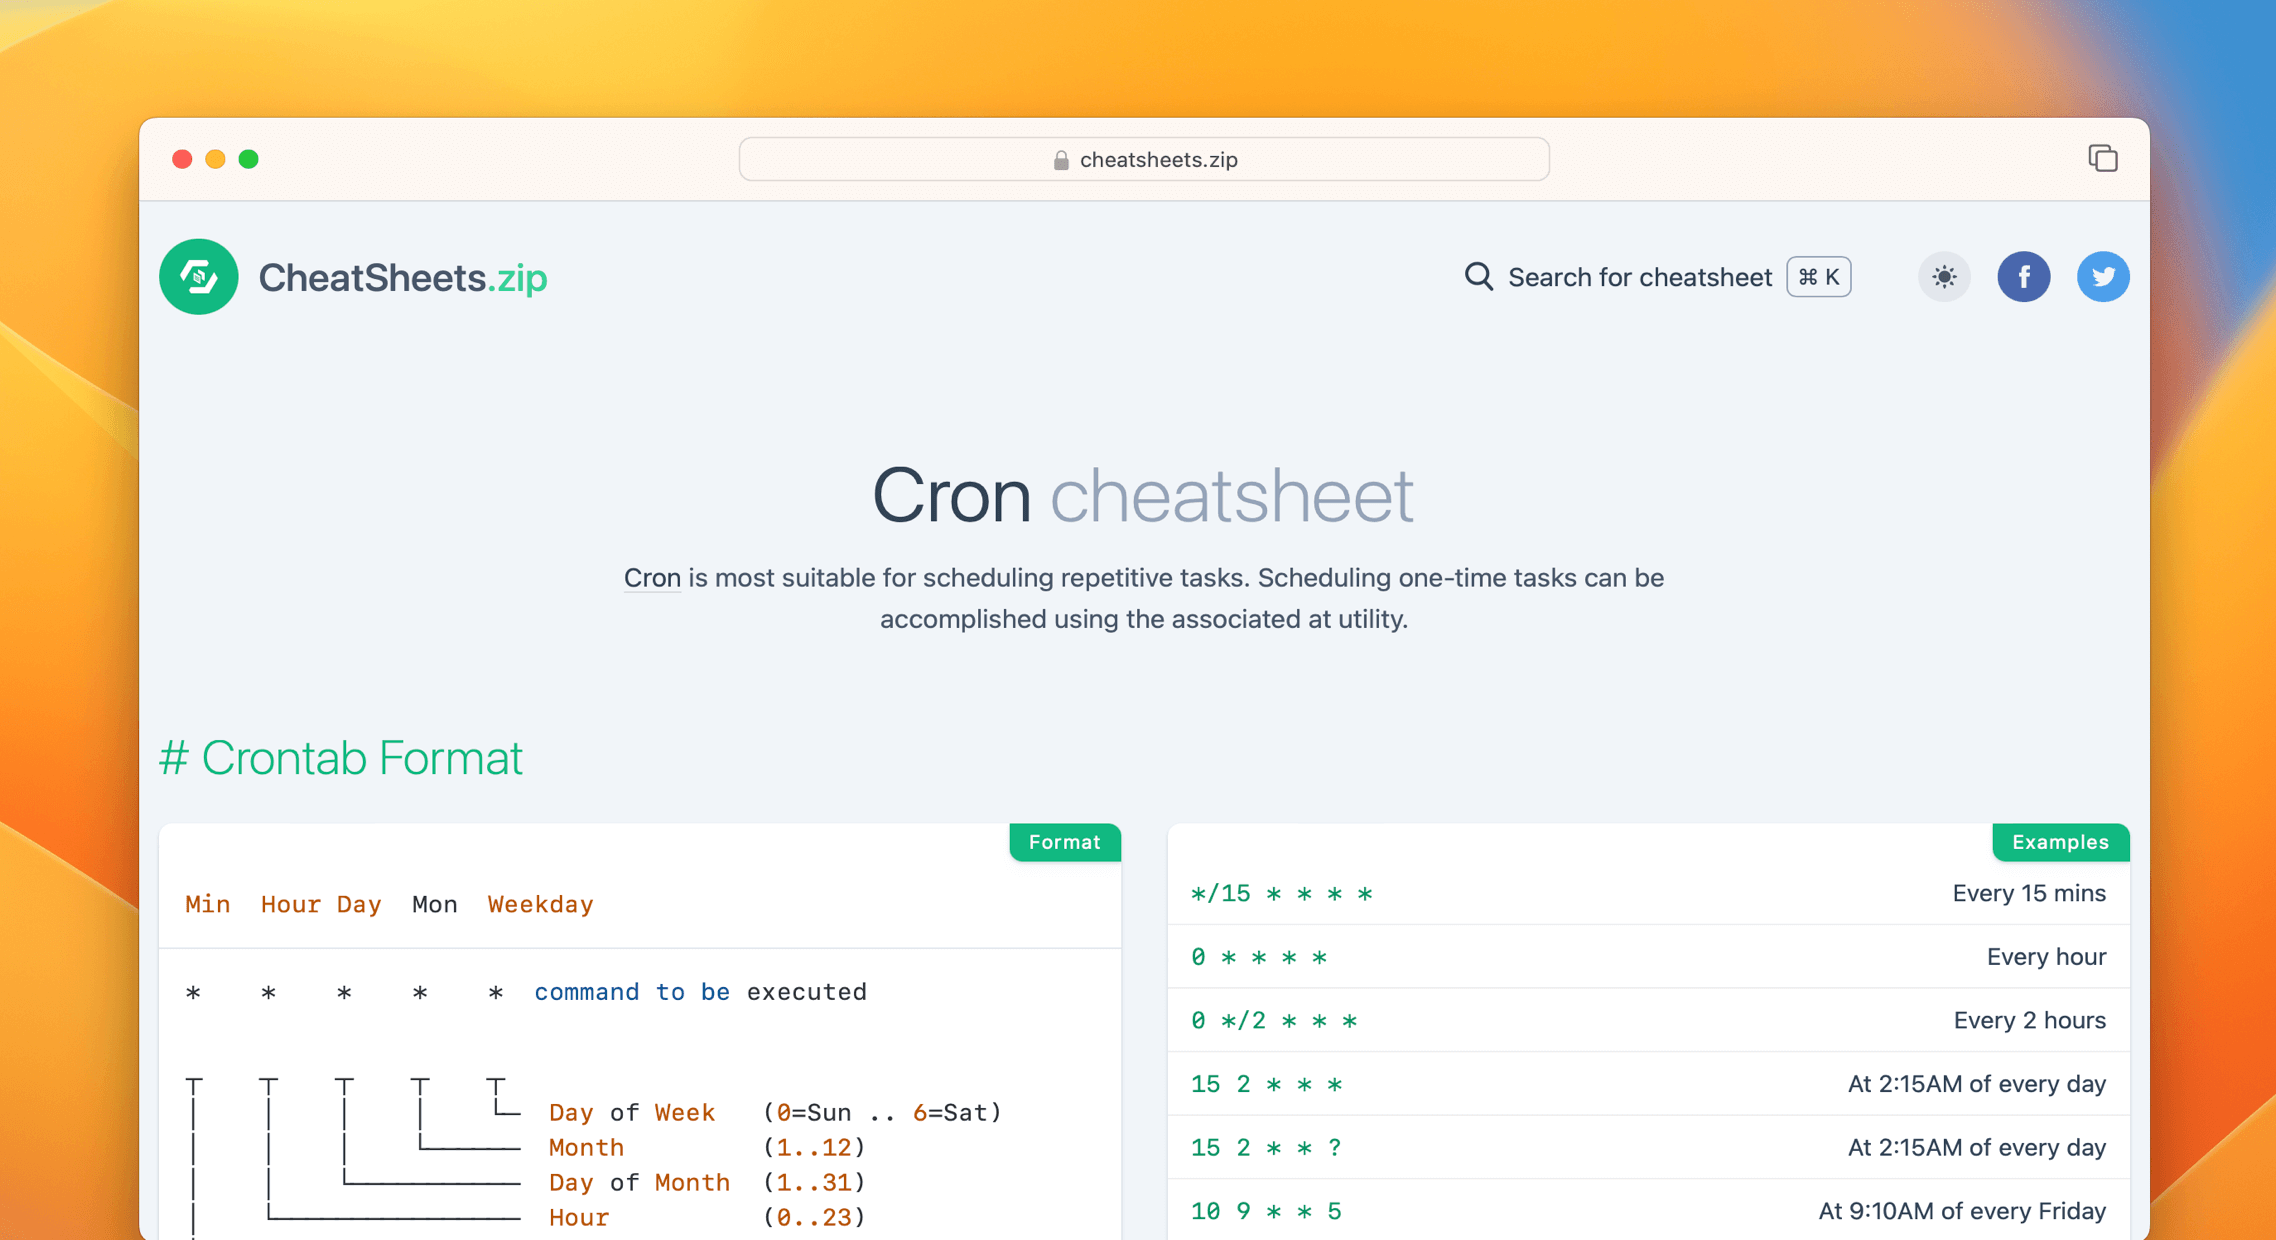 cheatsheets.zip
CheatSheets.zip
Search for cheatsheet ⌘ K
Cron cheatsheet
Cron is most suitable for scheduling repetitive tasks. Scheduling one-time tasks can be
accomplished using the associated at utility.
# Crontab Format
Format
Min Hour Day Mon Weekday
* * * * * command to be executed
Day of Week (0=Sun .. 6=Sat)
Month (1..12)
Day of Month (1..31)
Hour (0..23)
Examples
*/15 * * * * Every 15 mins
0 * * * * Every hour
0 */2 * * * Every 2 hours
15 2 * * * At 2:15AM of every day
15 2 * * ? At 2:15AM of every day
10 9 * * 5 At 9:10AM of every Friday